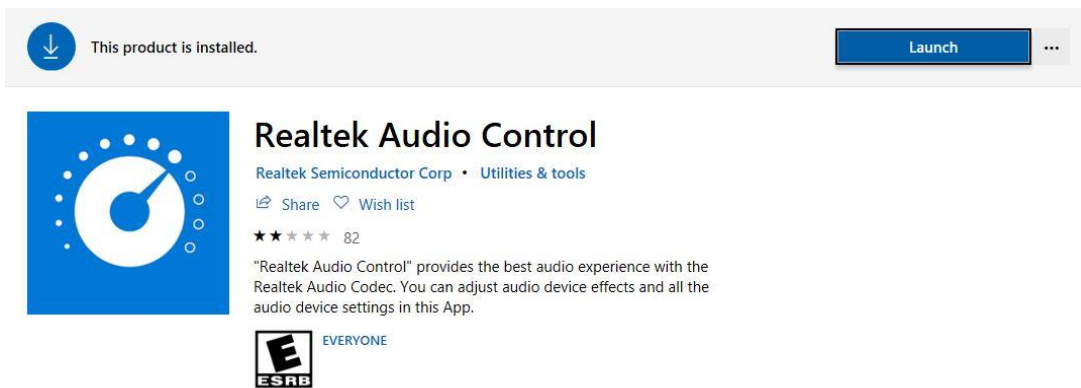 This product is installed.
Launch
...
Realtek Audio Control
Realtek Semiconductor Corp • Utilities & tools
Share Wish list
82
"Realtek Audio Control" provides the best audio experience with the
Realtek Audio Codec. You can adjust audio device effects and all the
audio device settings in this App.
E
ESRB
EVERYONE